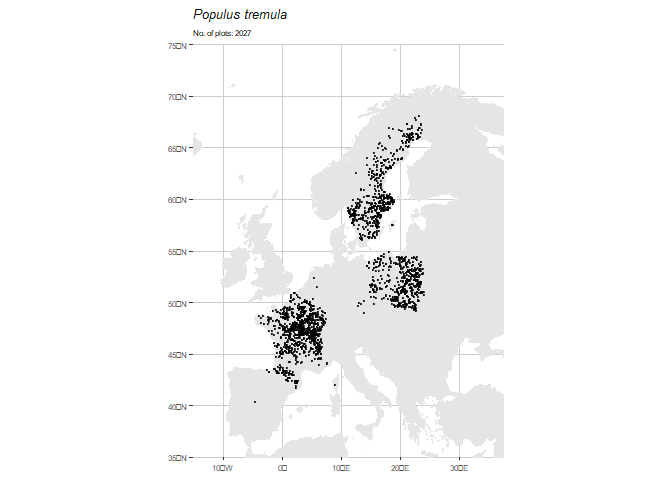 Populus tremula
No. of plots: 2027
75□N
70□N
65□N
60□N
55□N
50□N
45□N
40□N
35□N
10□W
0□
10□E
20□E
30□E